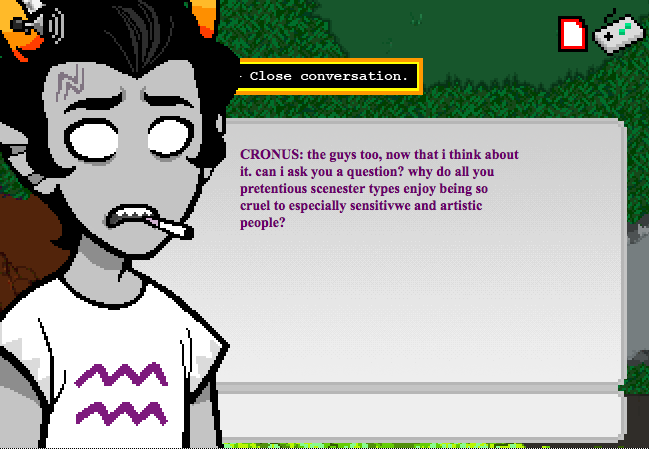 - Close conversation.
CRONUS: the guys too, now that i think about
it. can i ask you a question? why do all you
pretentious scenester types enjoy being so
cruel to especially sensitivwe and artistic
people?